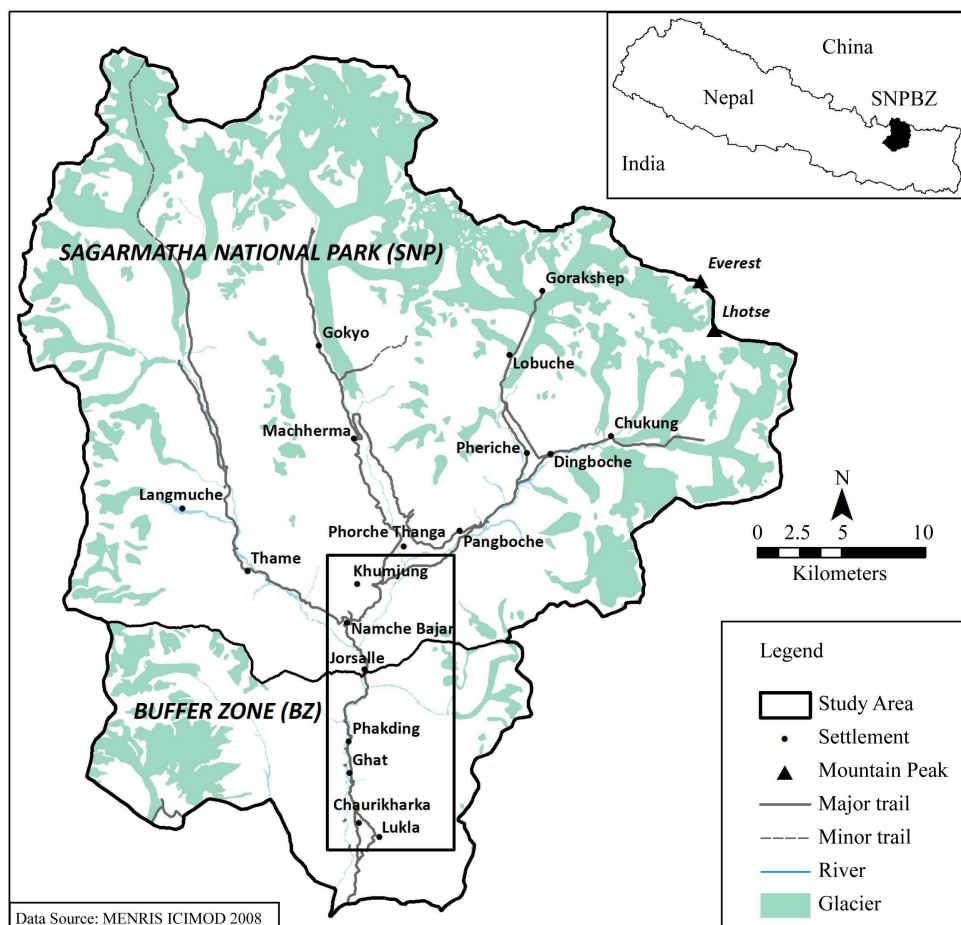 China
Nepal
SNPBZ
India
SAGARMATHA NATIONAL PARK (SNP)
Everest
Gorakshep
Lhotse
Gokyo
Lobuche
Machherma
Chukung
Pheriche
Dingboche
Langmuche
N
Phorche Thanga
Pangboche
0 2.5 5 10
Kilometers
Thame
Khumjung
Namche Bajar
Jorsalle
BUFFER ZONE (BZ)
Phakding
Ghat
Chaurikharka
Lukla
Legend
Study Area
Settlement
Mountain Peak
Major trail
Minor trail
River
Glacier
Data Source: MENRIS ICIMOD 2008